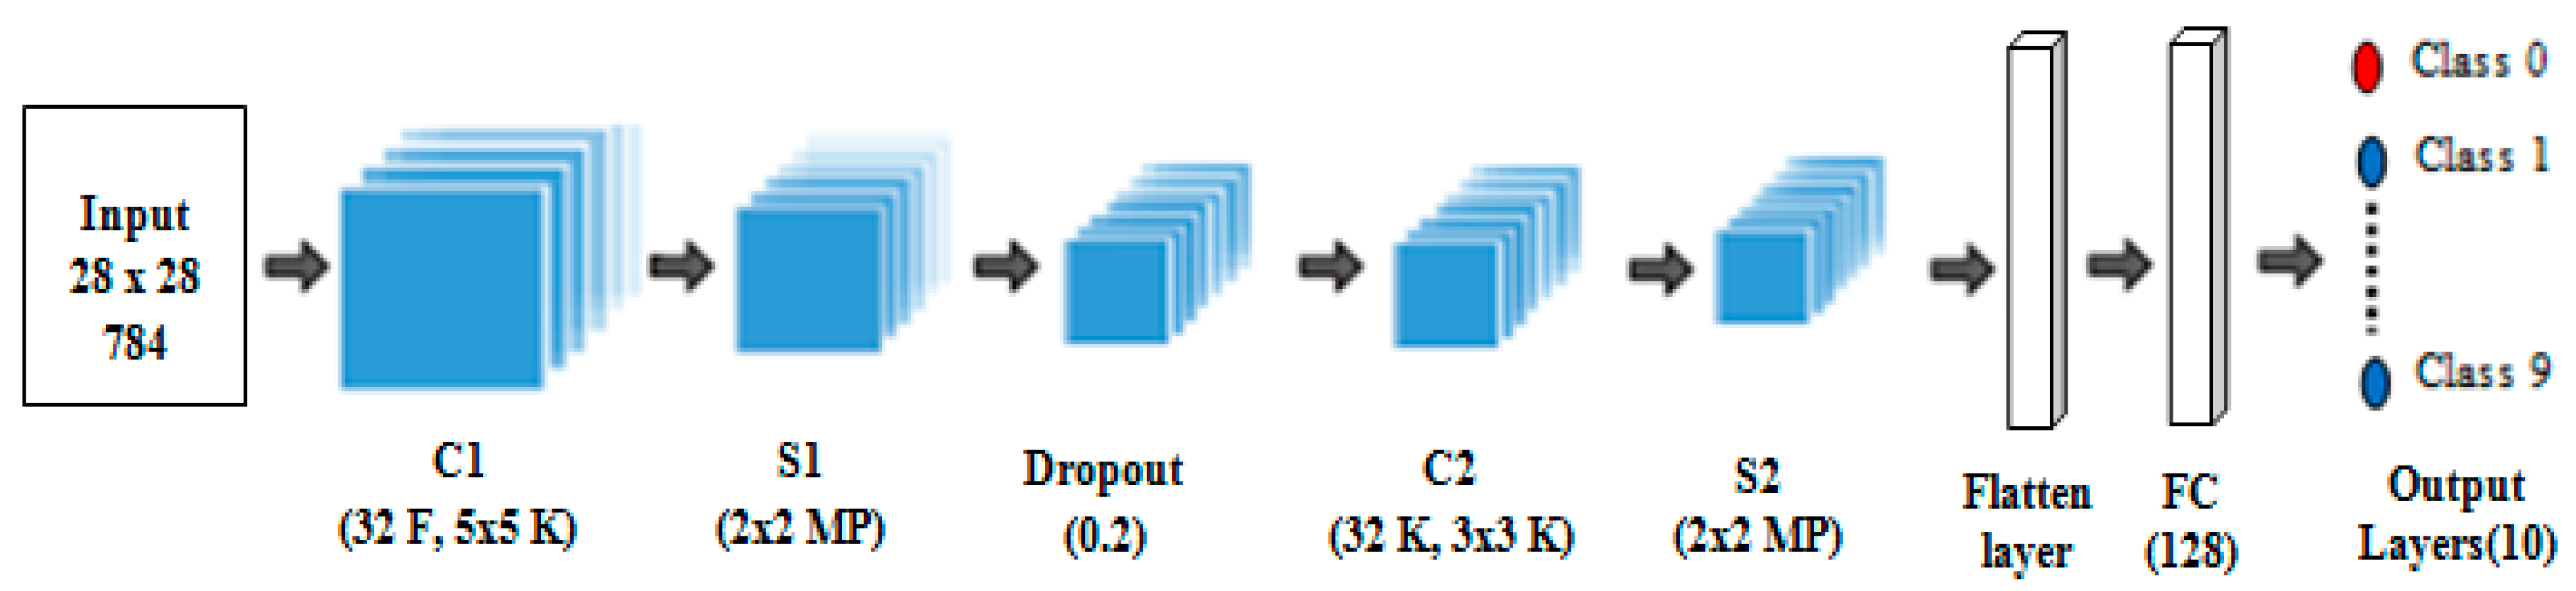 Input
28 x 28
784
C1
(32 F, 5x5 K)
S1
(2x2 MP)
Dropout
(0.2)
C2
(32 K, 3x3 K)
S2
(2x2 MP)
Flatten
layer
FC
(128)
Class 0
Class 1
Class 9
Output
Layers(10)